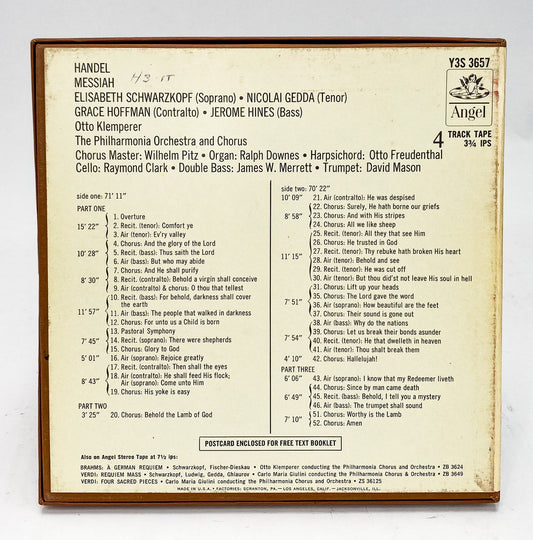 HANDEL
MESSIAH
H3-IT
ELISABETH SCHWARZKOPF (Soprano) • NICOLAI GEDDA (Tenor)
GRACE HOFFMAN (Contralto) • JEROME HINES (Bass)
Otto Klemperer
The Philharmonia Orchestra and Chorus
Chorus Master: Wilhelm Pitz • Organ: Ralph Downes • Harpsichord: Otto Freudenthal
Cello: Raymond Clark • Double Bass: James W. Merrett • Trumpet: David Mason
Y3S 3657
Angel
4 TRACK TAPE
3¾ IPS
side one: 71' 11"
PART ONE
1. Overture
15' 22" 2. Recit. (tenor): Comfort ye
3. Air (tenor): Ev'ry valley
4. Chorus: And the glory of the Lord
10' 28" 5. Recit. (bass): Thus saith the Lord
6. Air (bass): But who may abide
7. Chorus: And He shall purify
8' 30" 8. Recit. (contralto): Behold a virgin shall conceive
9. Air (contralto) & chorus: O thou that tellest
10. Recit. (bass): For behold, darkness shall cover
the earth
11' 57" 11. Air (bass): The people that walked in darkness
12. Chorus: For unto us a Child is born
13. Pastoral Symphony
7' 45" 14. Recit. (soprano): There were shepherds
15. Chorus: Glory to God
5' 01" 16. Air (soprano): Rejoice greatly
17. Recit. (contralto): Then shall the eyes
8' 43" 18. Air (contralto): He shall feed His flock;
Air (soprano): Come unto Him
19. Chorus: His yoke is easy
PART TWO
3' 25" 20. Chorus: Behold the Lamb of God
side two: 70' 22"
10' 09" 21. Air (contralto): He was despised
22. Chorus: Surely, He hath borne our griefs
8' 58" 23. Chorus: And with His stripes
24. Chorus: All we like sheep
25. Recit. (tenor): All they that see Him
26. Chorus: He trusted in God
27. Recit. (tenor): Thy rebuke hath broken His heart
11' 15" 28. Air (tenor): Behold and see
29. Recit. (tenor): He was cut off
30. Air (tenor): But thou did'st not leave His soul in hell
31. Chorus: Lift up your heads
35. Chorus: The Lord gave the word
7' 51" 36. Air (soprano): How beautiful are the feet
37. Chorus: Their sound is gone out
38. Air (bass): Why do the nations
39. Chorus: Let us break their bonds asunder
7' 54" 40. Recit. (tenor): He that dwelleth in heaven
41. Air (tenor): Thou shalt break them
4' 10" 42. Chorus: Hallelujah!
PART THREE
6' 06" 43. Air (soprano): I know that my Redeemer liveth
44. Chorus: Since by man came death
6' 49" 45. Recit. (bass): Behold, I tell you a mystery
46. Air (bass): The trumpet shall sound
7' 10" 51. Chorus: Worthy is the Lamb
52. Chorus: Amen
POSTCARD ENCLOSED FOR FREE TEXT BOOKLET
Also on Angel Stereo Tape at 7½ ips:
BRAHMS: A GERMAN REQUIEM • Schwarzkopf, Fischer-Dieskau • Otto Klemperer conducting the Philharmonia Chorus and Orchestra • ZB 3624
VERDI: REQUIEM MASS • Schwarzkopf, Ludwig, Gedda, Ghiaurov • Carlo Maria Giulini conducting the Philharmonia Chorus and Orchestra • ZB 3649
VERDI: FOUR SACRED PIECES • Carlo Maria Giulini conducting the Philharmonia Chorus and Orchestra • ZS 36125
MADE IN U.S.A. • FACTORIES: SCRANTON, PA.—LOS ANGELES, CALIF.—JACKSONVILLE, ILL.